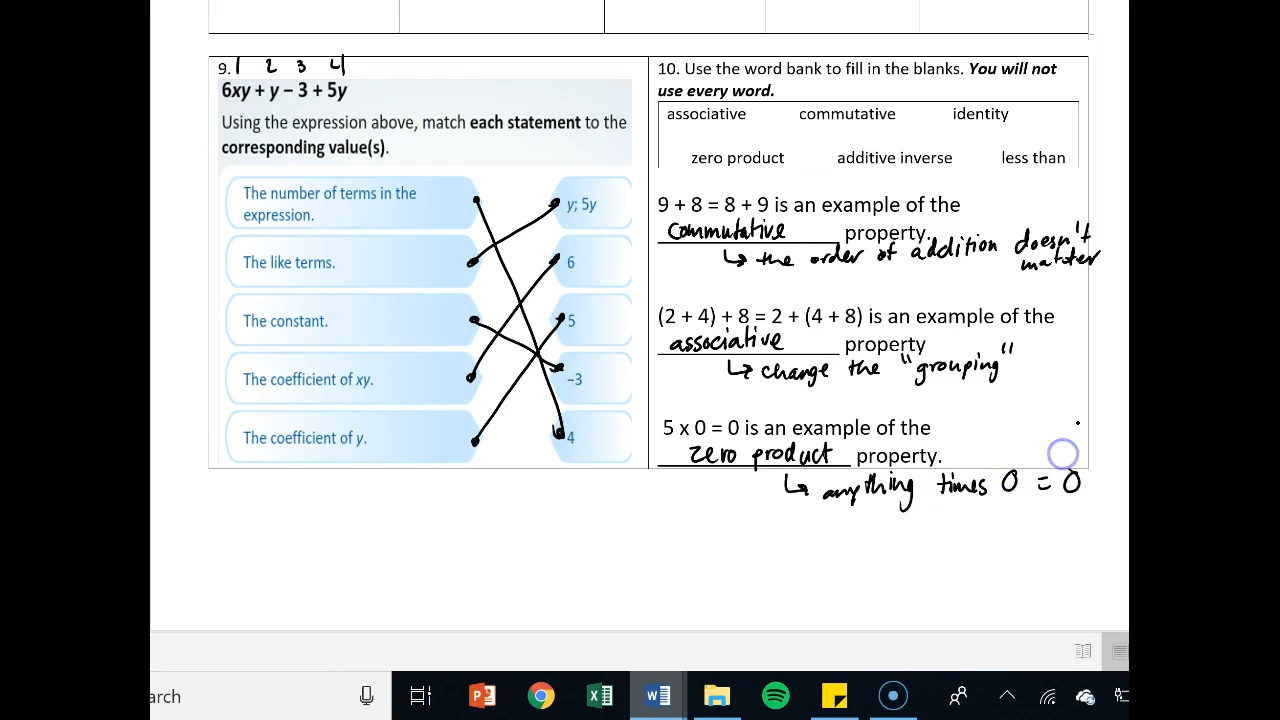 9. 1 2 3 4
6xy + y − 3 + 5y
Using the expression above, match each statement to the
corresponding value(s).
The number of terms in the
expression.
y; 5y
The like terms.
6
The constant.
5
The coefficient of xy.
−3
The coefficient of y.
4
10. Use the word bank to fill in the blanks. You will not
use every word.
associative commutative identity
zero product additive inverse less than
9 + 8 = 8 + 9 is an example of the
commutative property.
↳ the order of addition doesn't
matter
(2 + 4) + 8 = 2 + (4 + 8) is an example of the
associative property
↳ change the "grouping"
5 x 0 = 0 is an example of the
zero product property.
↳ anything times 0 = 0
arch